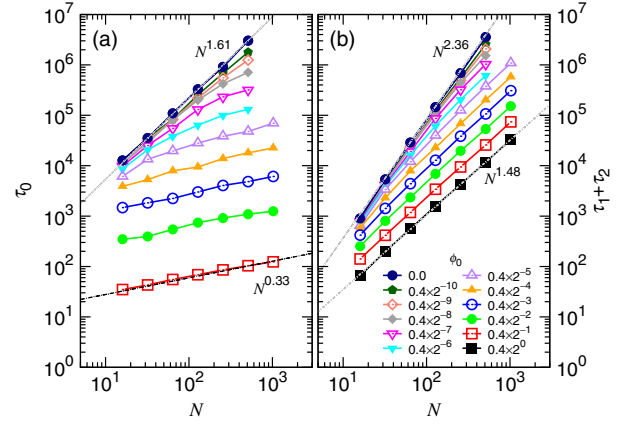 (a)
(b)
N^{1.61}
N^{2.36}
N^{0.33}
N^{1.48}
τ_0
τ_1+τ_2
10^7
10^6
10^5
10^4
10^3
10^2
10^1
10^0
10^7
10^6
10^5
10^4
10^3
10^2
10^1
10^0
ϕ_0
0.0
0.4×2^{−10}
0.4×2^{−9}
0.4×2^{−8}
0.4×2^{−7}
0.4×2^{−6}
0.4×2^{−5}
0.4×2^{−4}
0.4×2^{−3}
0.4×2^{−2}
0.4×2^{−1}
0.4×2^0
10^1 10^2 10^3
10^1 10^2 10^3
N
N